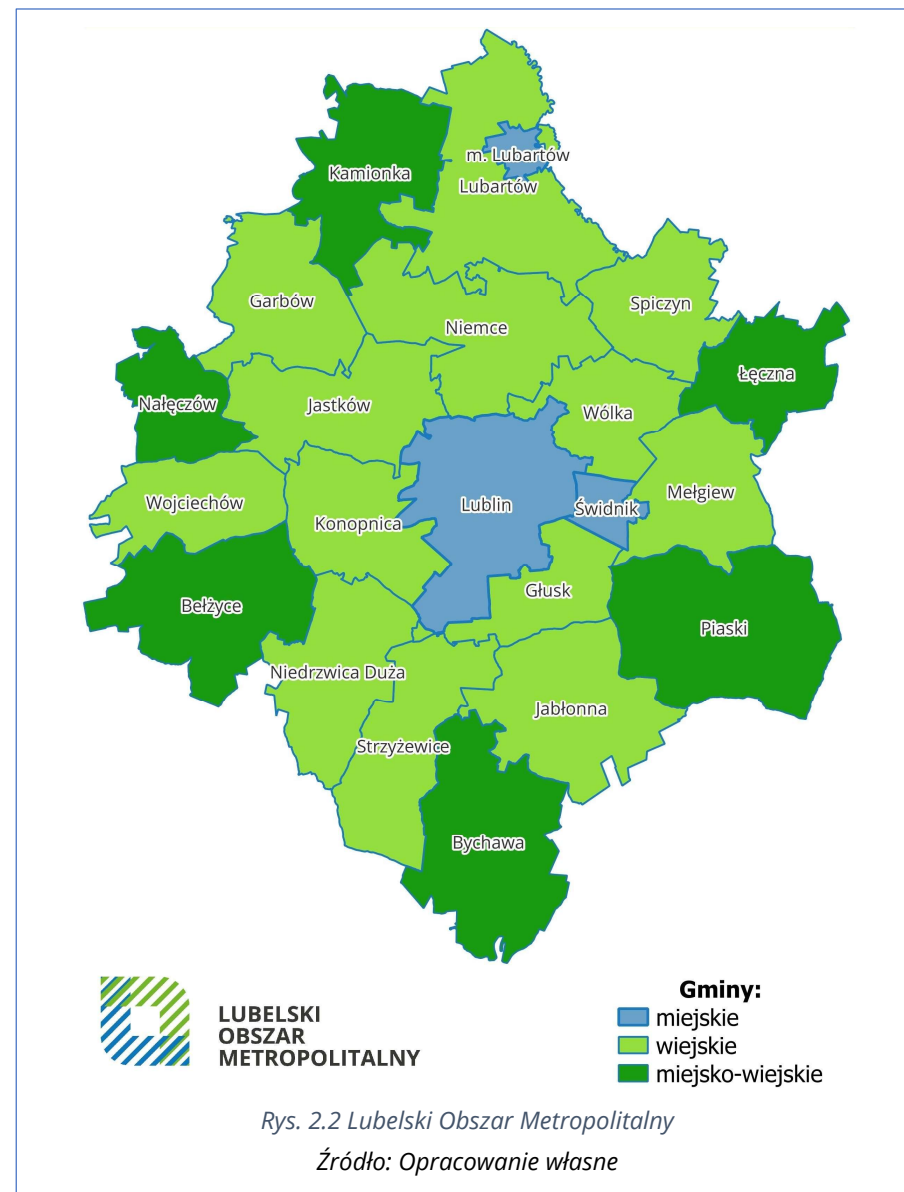 m. Lubartów
Kamionka
Lubartów
Garbów
Spiczyn
Niemce
Łęczna
Nałęczów
Jastków
Wólka
Wojciechów
Konopnica
Lublin
Świdnik
Mełgiew
Bełżyce
Głusk
Piaski
Niedrzwica Duża
Jabłonna
Strzyżewice
Bychawa
LUBELSKI
OBSZAR
METROPOLITALNY
Gminy:
miejskie
wiejskie
miejsko-wiejskie
Rys. 2.2 Lubelski Obszar Metropolitalny
Źródło: Opracowanie własne